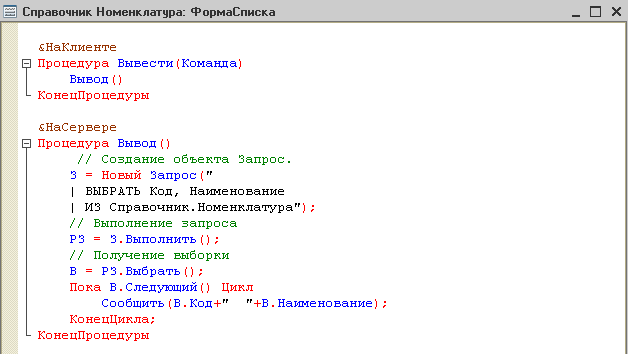 Справочник Номенклатура: ФормаСписка
&НаКлиенте
Процедура Вывести(Команда)
Вывод()
КонецПроцедуры
&НаСервере
Процедура Вывод()
// Создание объекта Запрос.
З = Новый Запрос("
| ВЫБРАТЬ Код, Наименование
| ИЗ Справочник.Номенклатура");
// Выполнение запроса
РЗ = З.Выполнить();
// Получение выборки
В = РЗ.Выбрать();
Пока В.Следующий() Цикл
Сообщить(В.Код+"  "+В.Наименование);
КонецЦикла;
КонецПроцедуры